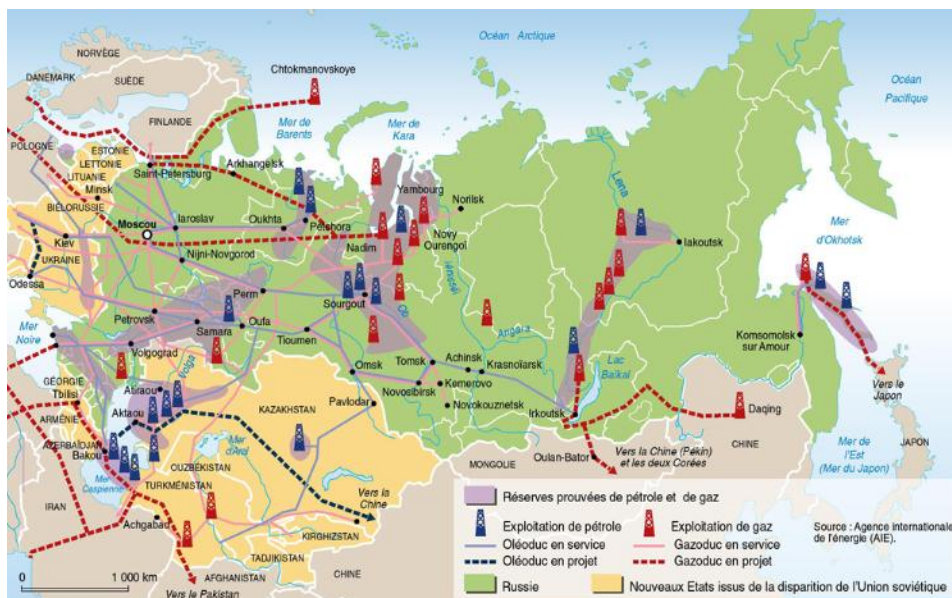 Océan Arctique
Océan
Pacifique
NORVÈGE
DANEMARK
SUÈDE
FINLANDE
Chtokmanovskoye
Mer de
Barents
Mer de
Kara
POLOGNE
ESTONIE
LETTONIE
LITUANIE
Minsk
BIÉLORUSSIE
Saint-Petersburg
Arkhangelsk
Yambourg
Norilsk
Lena
Moscou
Iaroslav
Oukhta
Petshora
Novy
Ourengoï
Nadim
Iakoutsk
Mer
d'Okhotsk
Kiev
UKRAINE
Odessa
Nijni-Novgorod
Iénisséï
Perm
Sourgout
Ob
Petrovsk
Samara
Oufa
Tioumen
Angara
Mer
Noire
Volgograd
Volga
Omsk
Tomsk
Achinsk
Krasnoïarsk
Lac
Baïkal
Komsomolsk
sur Amour
GÉORGIE
Tbilisi
ARMÉNIE
Atiraou
Aktaou
AZERBAÏDJAN
Bakou
Mer
Caspienne
KAZAKHSTAN
Pavlodar
Novosibirsk
Kemerovo
Novokouznetsk
Irkoutsk
Daqing
Vers le
Japon
Mer
d'Aral
OUZBÉKISTAN
TURKMÉNISTAN
IRAN
Achgabad
Vers la
Chine
KIRGHIZSTAN
TADJIKISTAN
AFGHANISTAN
CHINE
Vers le Pakistan
MONGOLIE
Oulan-Bator
Vers la Chine (Pékin)
et les deux Corées
CHINE
Mer de
l'Est
(Mer du Japon)
JAPON
0 1 000 km
Réserves prouvées de pétrole et de gaz
Exploitation de pétrole
Exploitation de gaz
Oléoduc en service
Gazoduc en service
Oléoduc en projet
Gazoduc en projet
Russie
Nouveaux Etats issus de la disparition de l'Union soviétique
Source : Agence internationale
de l'énergie (AIE).